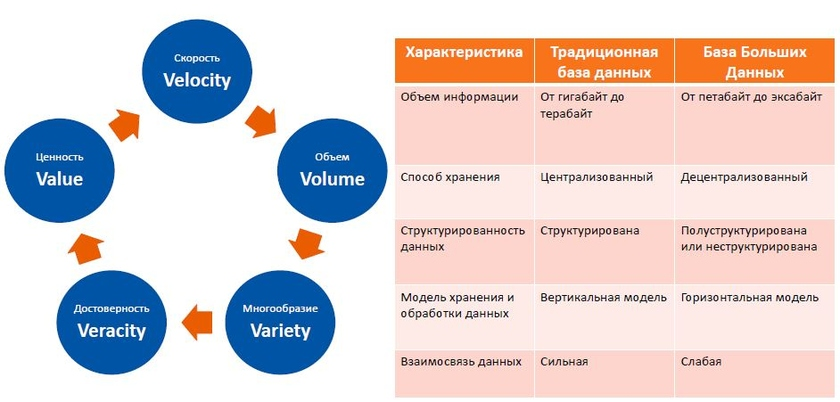 Скорость
Velocity
Объем
Volume
Многообразие
Variety
Достоверность
Veracity
Ценность
Value
Характеристика
Традиционная
база данных
База Больших
Данных
Объем информации
От гигабайт до
терабайт
От петабайт до эксабайт
Способ хранения
Централизованный
Децентрализованный
Структурированность
данных
Структурирована
Полуструктурирована
или неструктурирована
Модель хранения и
обработки данных
Вертикальная модель
Горизонтальная модель
Взаимосвязь данных
Сильная
Слабая